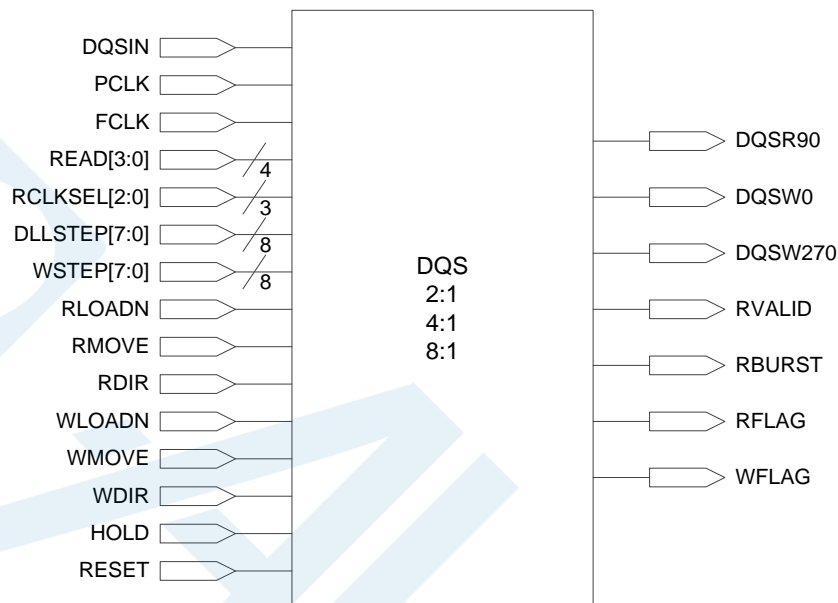 DQSIN
PCLK
FCLK
READ[3:0]
4
RCLKSEL[2:0]
3
DLLSTEP[7:0]
8
WSTEP[7:0]
8
RLOADN
RMOVE
RDIR
WLOADN
WMOVE
WDIR
HOLD
RESET
DQS
2:1
4:1
8:1
DQSR90
DQSW0
DQSW270
RVALID
RBURST
RFLAG
WFLAG